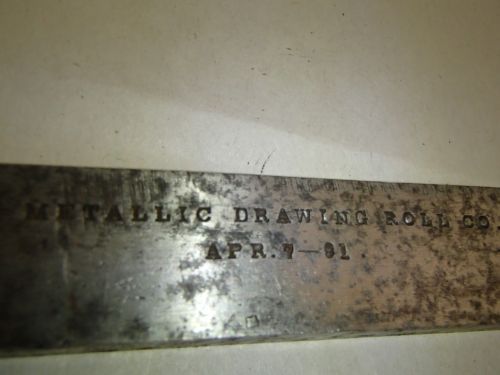 METALLIC DRAWING ROLL CO.
APR. 7—91.